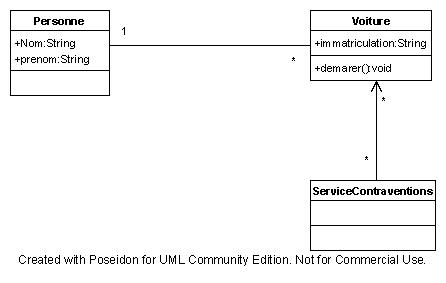 Personne
+Nom:String
+prenom:String
1
*
Voiture
+immatriculation:String
+demarer():void
*
*
ServiceContraventions
Created with Poseidon for UML Community Edition. Not for Commercial Use.